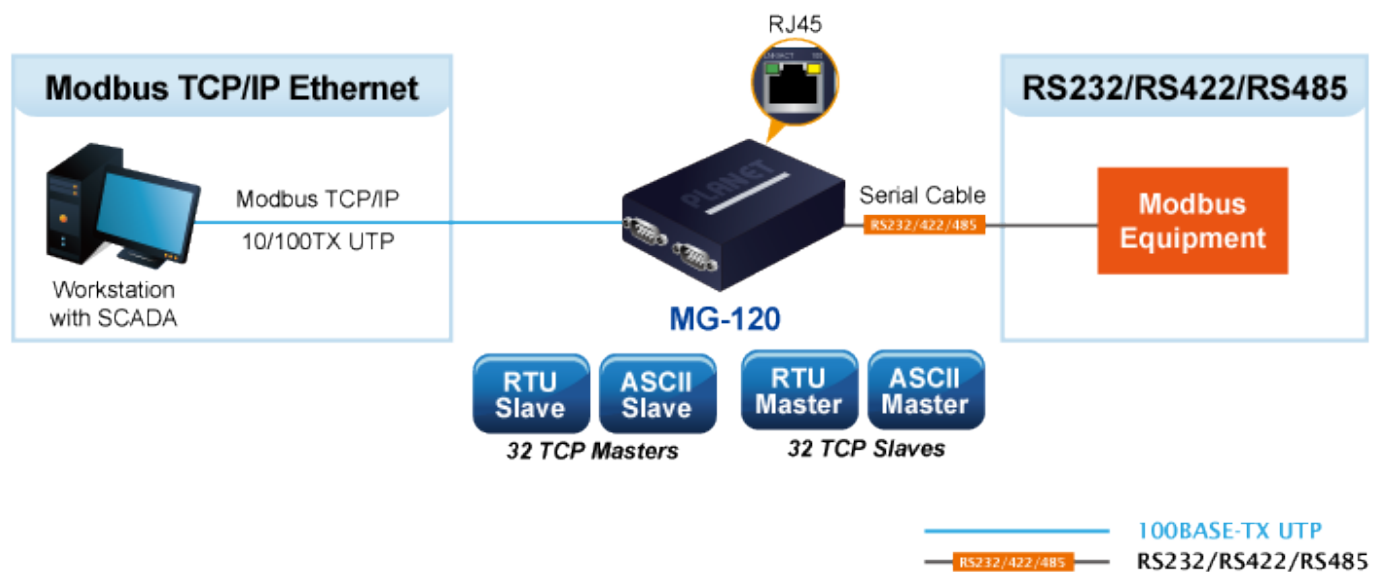 RJ45
Modbus TCP/IP Ethernet
RS232/RS422/RS485
PLANET
Modbus TCP/IP
10/100TX UTP
Serial Cable
RS232/422/485
Modbus
Equipment
Workstation
with SCADA
MG-120
RTU
Slave
ASCII
Slave
RTU
Master
ASCII
Master
32 TCP Masters
32 TCP Slaves
100BASE-TX UTP
RS232/422/485
RS232/RS422/RS485